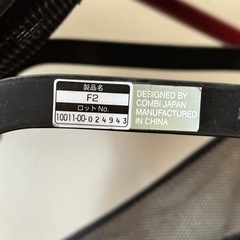 製品名
F2
ロットNo.
10011-00-024943
DESIGNED BY
COMBI JAPAN
MANUFACTURED
IN CHINA